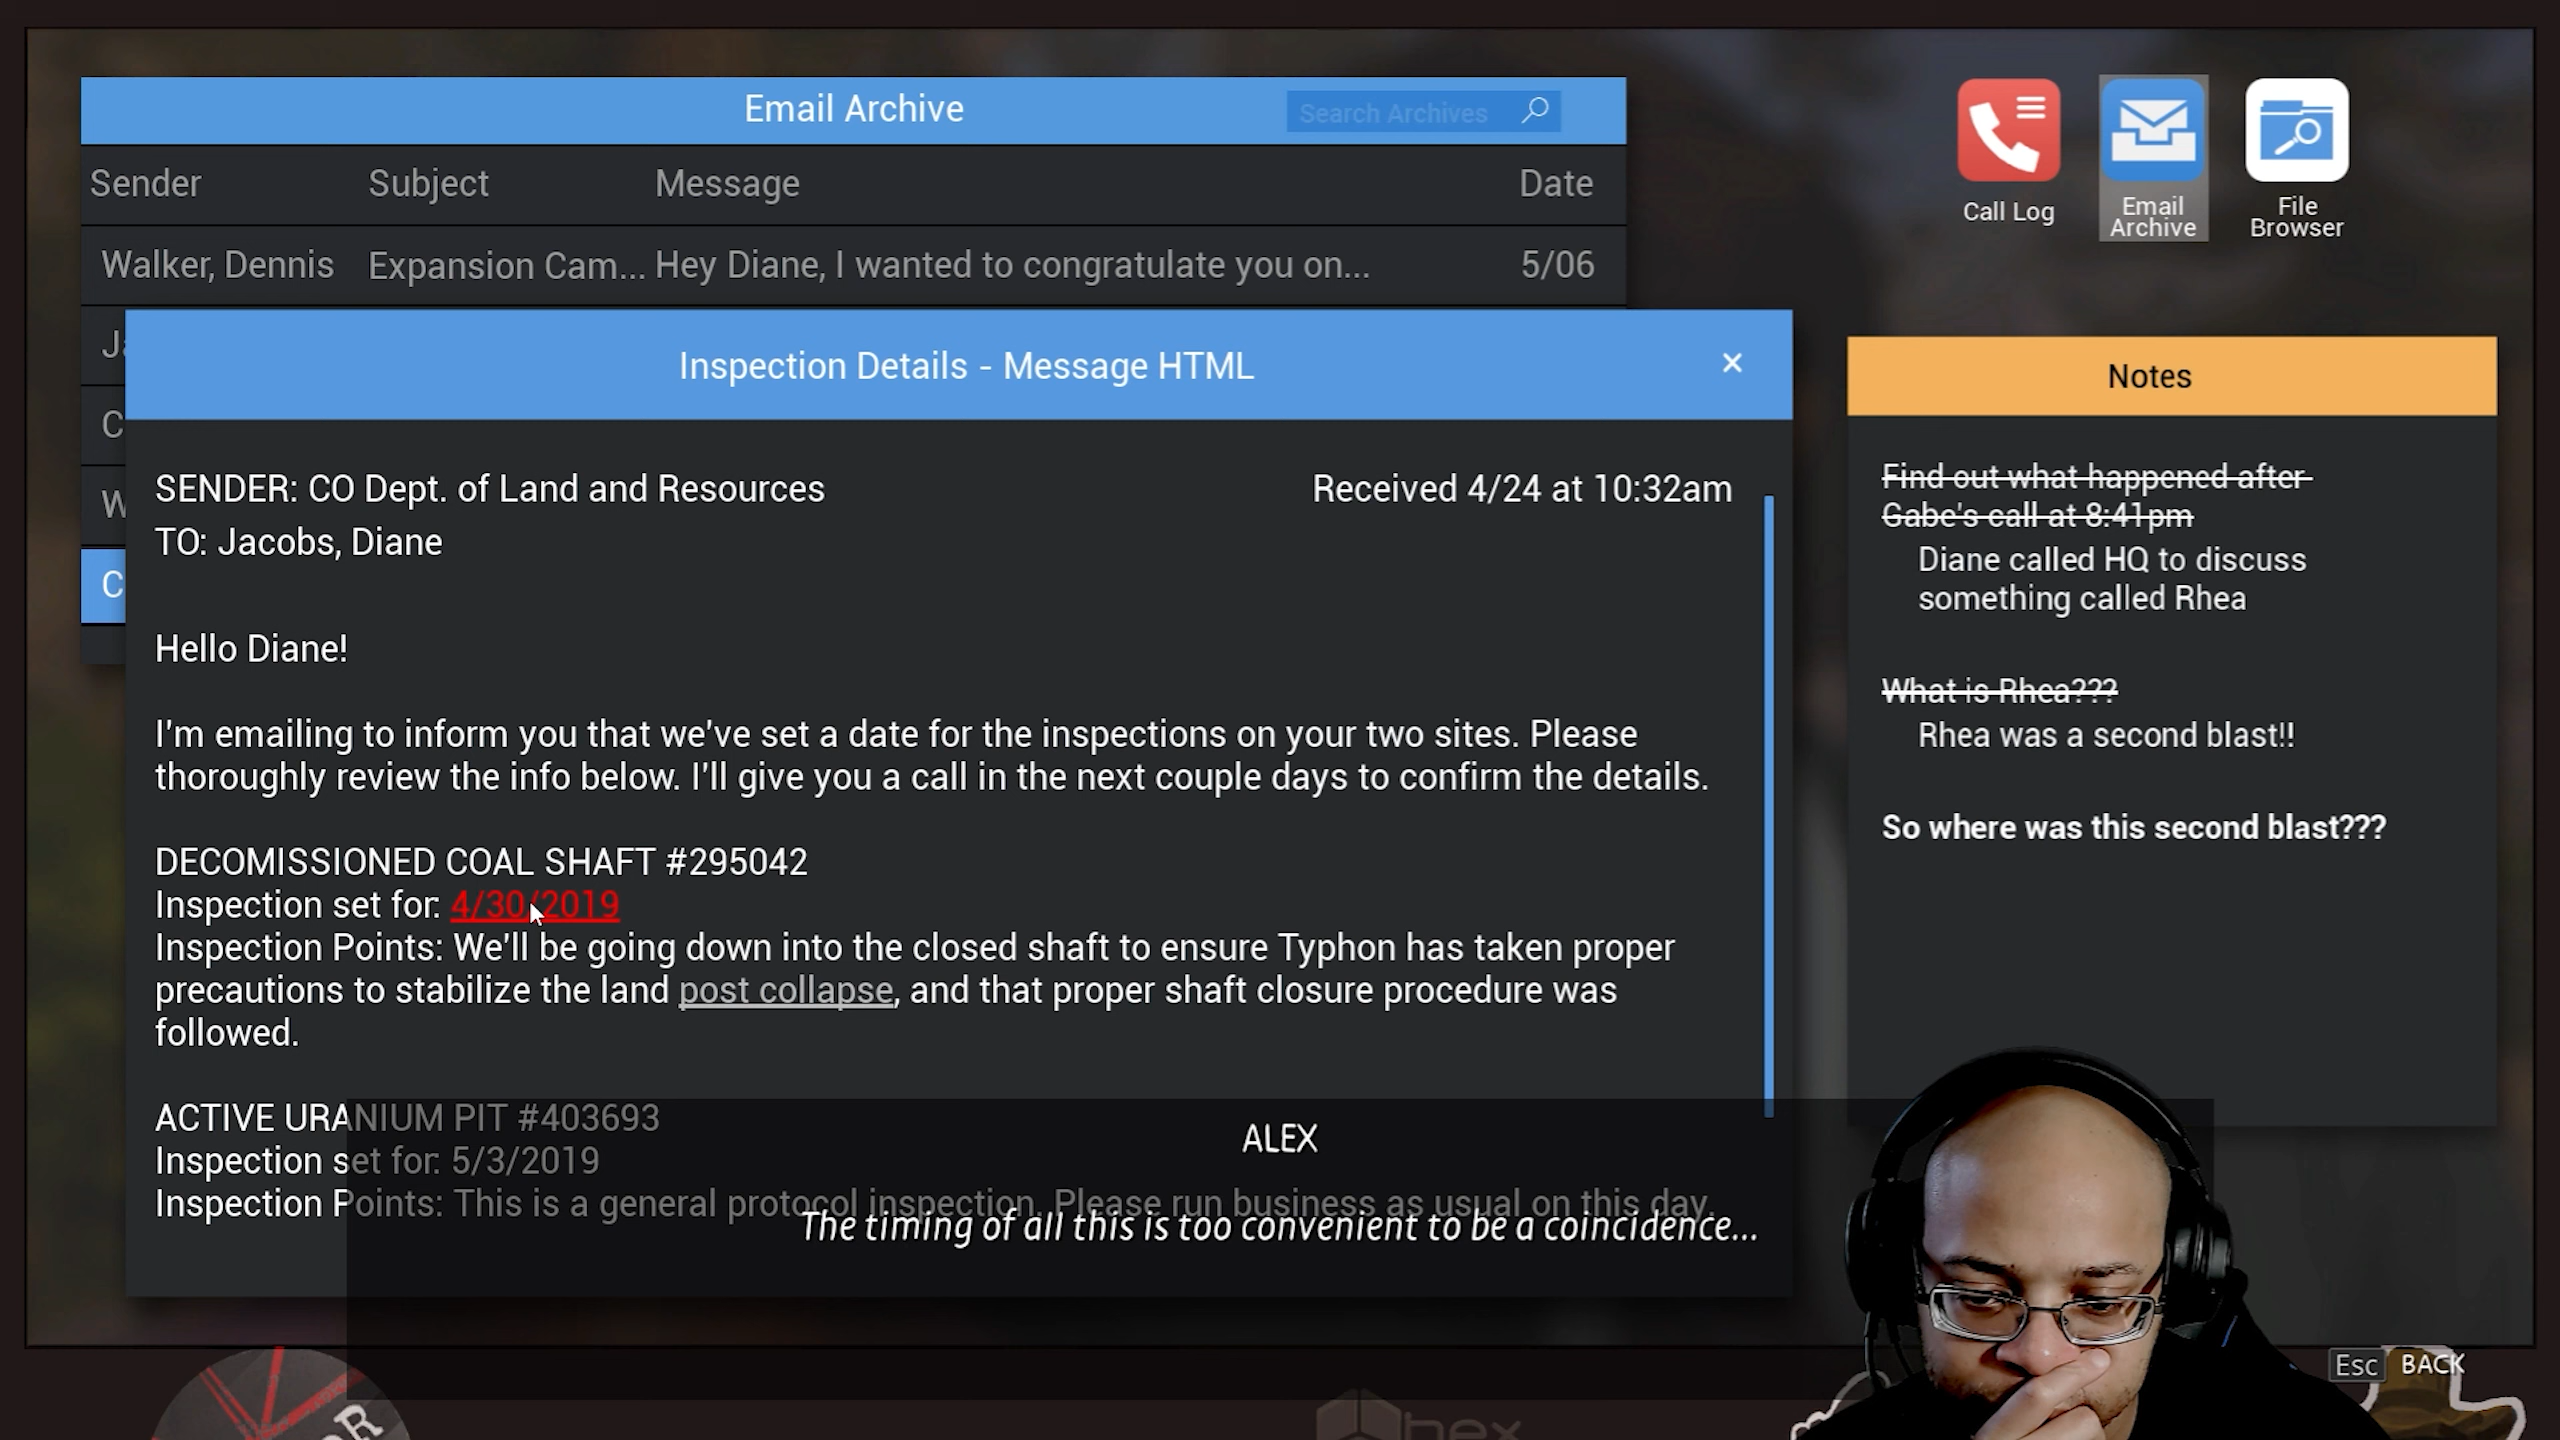 Email Archive
Search Archives
Sender Subject Message Date
Walker, Dennis Expansion Cam... Hey Diane, I wanted to congratulate you on... 5/06
Inspection Details - Message HTML
SENDER: CO Dept. of Land and Resources Received 4/24 at 10:32am
TO: Jacobs, Diane
Hello Diane!
I'm emailing to inform you that we've set a date for the inspections on your two sites. Please
thoroughly review the info below. I'll give you a call in the next couple days to confirm the details.
DECOMISSIONED COAL SHAFT #295042
Inspection set for: 4/30/2019
Inspection Points: We'll be going down into the closed shaft to ensure Typhon has taken proper
precautions to stabilize the land post collapse, and that proper shaft closure procedure was
followed.
ACTIVE URANIUM PIT #403693
Inspection set for: 5/3/2019
Inspection Points: This is a general protocol inspection. Please run business as usual on this day.
ALEX
The timing of all this is too convenient to be a coincidence...
Call Log
Email
Archive
File
Browser
Notes
Find out what happened after
Gabe's call at 8:41pm
Diane called HQ to discuss
something called Rhea
What is Rhea???
Rhea was a second blast!!
So where was this second blast???
Esc BACK
hex